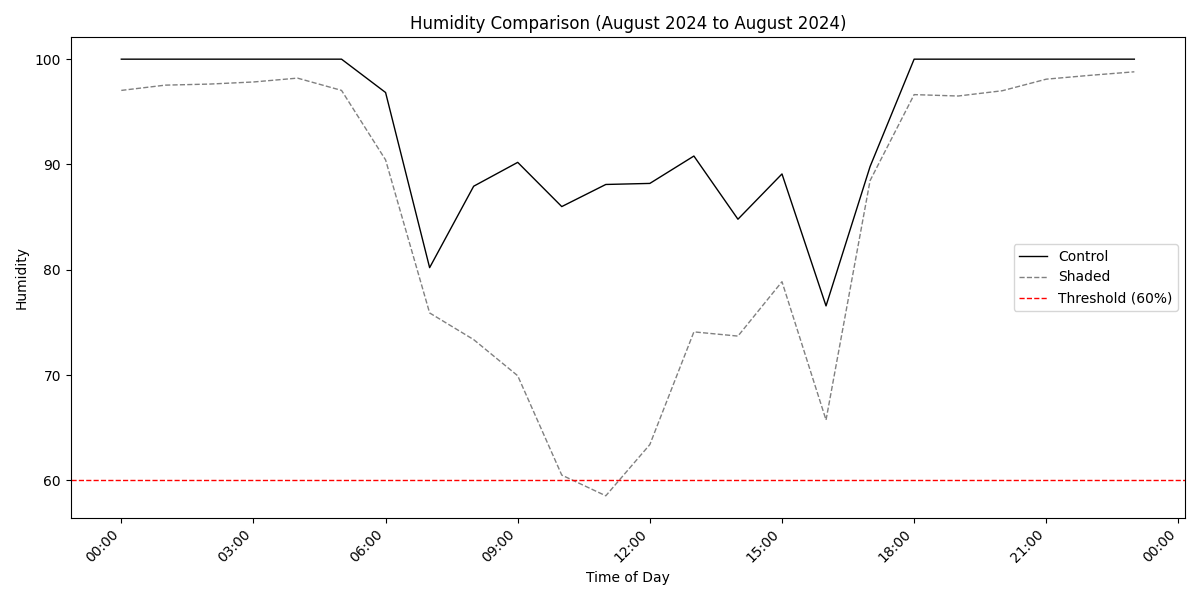 Humidity Comparison (August 2024 to August 2024)
100
90
80
70
60
Humidity
Control
Shaded
Threshold (60%)
00:00
03:00
06:00
09:00
12:00
15:00
18:00
21:00
00:00
Time of Day